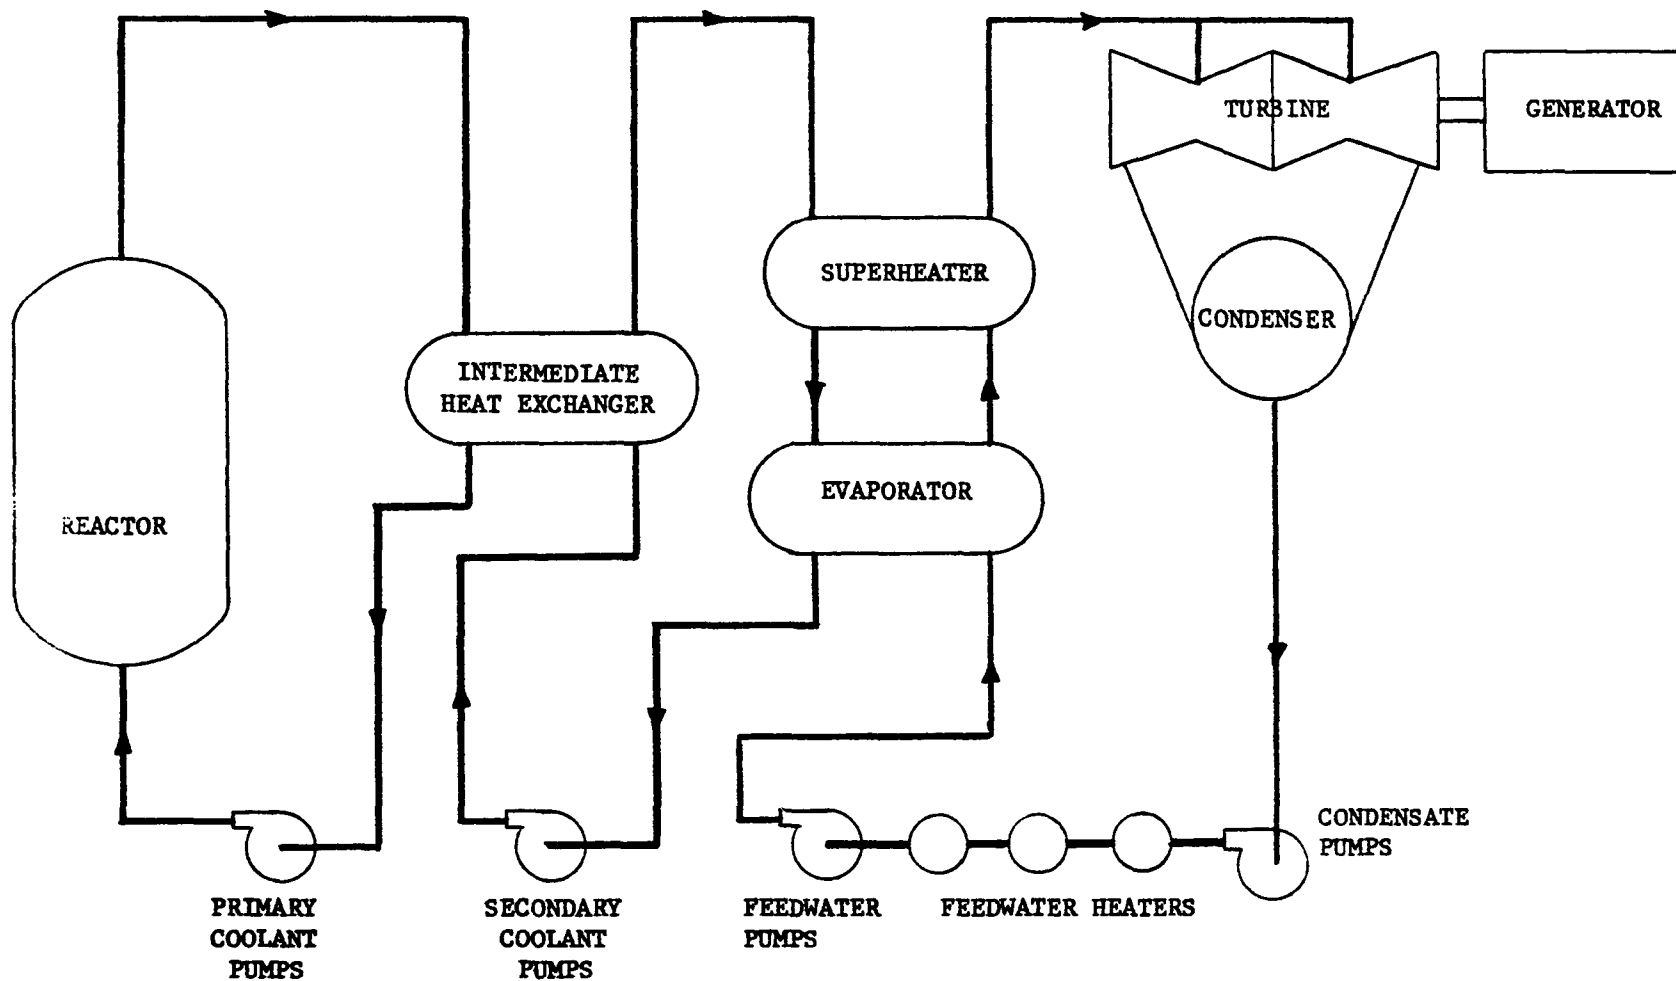 TURBINE
GENERATOR
SUPERHEATER
CONDENSER
INTERMEDIATE
HEAT EXCHANGER
EVAPORATOR
REACTOR
CONDENSATE
PUMPS
PRIMARY
COOLANT
PUMPS
SECONDARY
COOLANT
PUMPS
FEEDWATER
PUMPS
FEEDWATER HEATERS